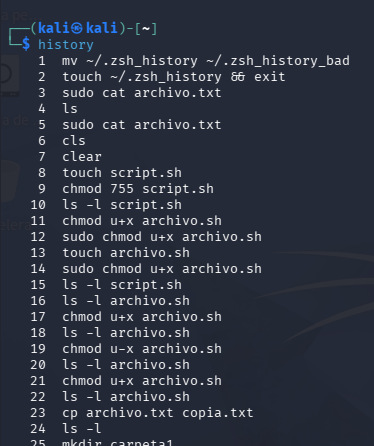 ┌──(kali㉿kali)-[~]
└─$ history
1 mv ~/.zsh_history ~/.zsh_history_bad
2 touch ~/.zsh_history && exit
3 sudo cat archivo.txt
4 ls
5 sudo cat archivo.txt
6 cls
7 clear
8 touch script.sh
9 chmod 755 script.sh
10 ls -l script.sh
11 chmod u+x archivo.sh
12 sudo chmod u+x archivo.sh
13 touch archivo.sh
14 sudo chmod u+x archivo.sh
15 ls -l script.sh
16 ls -l archivo.sh
17 chmod u+x archivo.sh
18 ls -l archivo.sh
19 chmod u-x archivo.sh
20 ls -l archivo.sh
21 chmod u+x archivo.sh
22 ls -l archivo.sh
23 cp archivo.txt copia.txt
24 ls -l
25 mkdir carpeta1